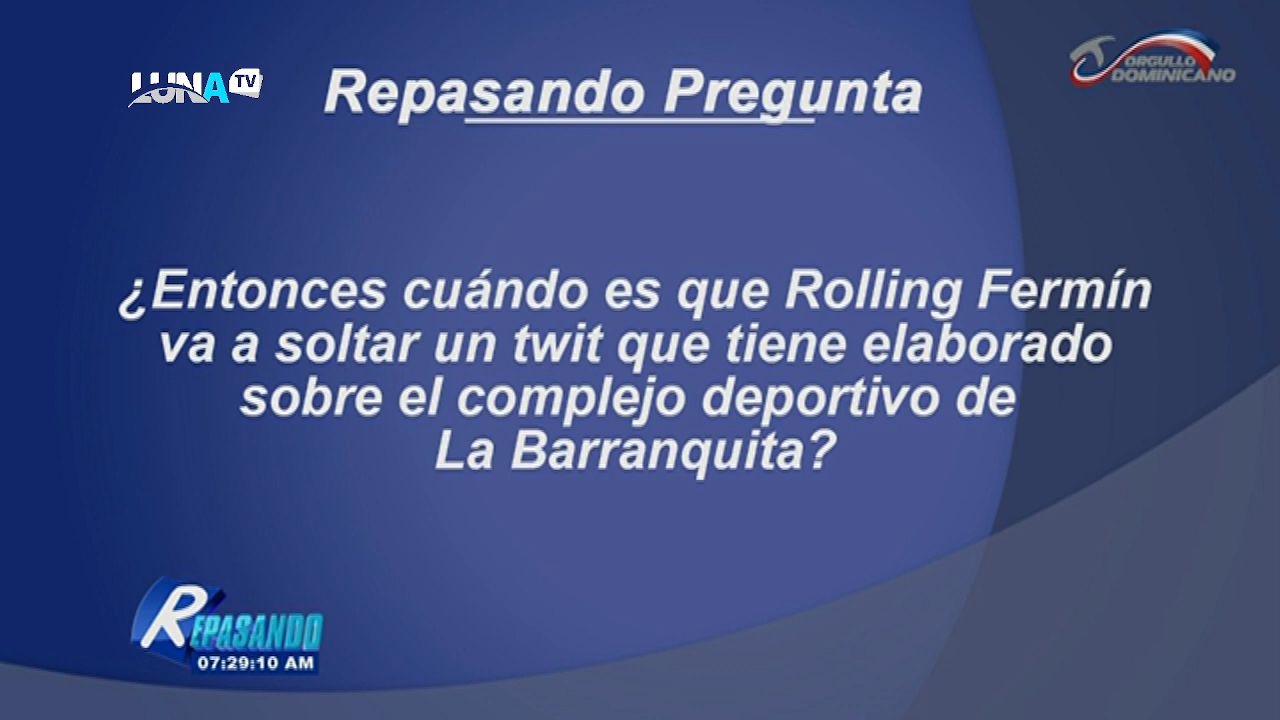 LUNA TV
Repasando Pregunta
ORGULLO
DOMINICANO
¿Entonces cuándo es que Rolling Fermín
va a soltar un twit que tiene elaborado
sobre el complejo deportivo de
La Barranquita?
REPASANDO
07:29:10 AM